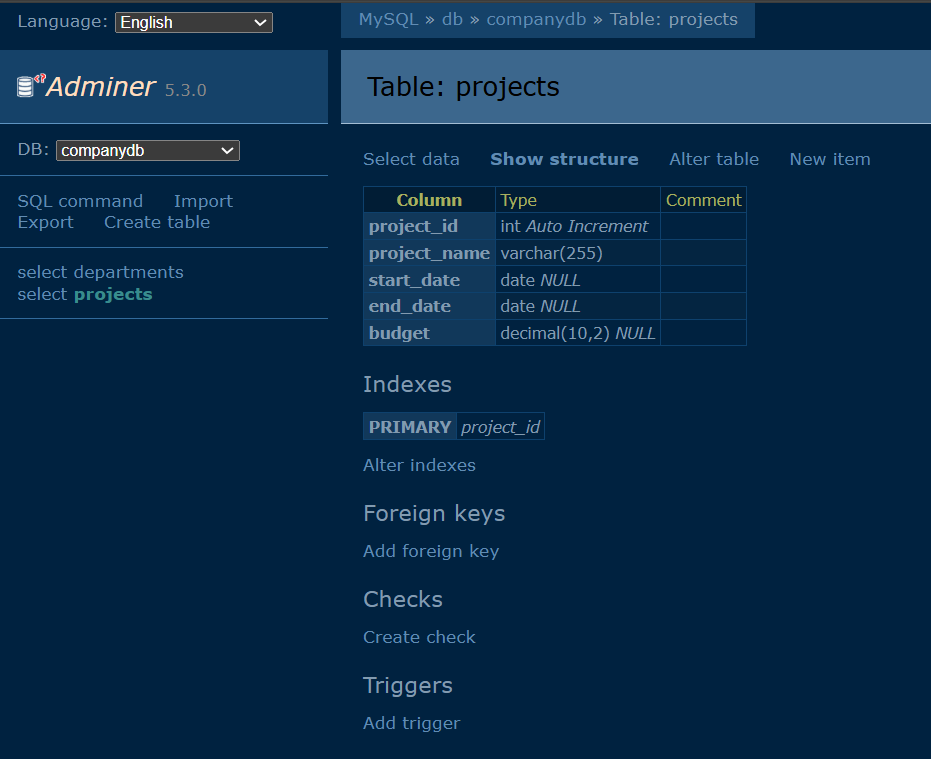 Language: English
MySQL » db » companydb » Table: projects
Adminer 5.3.0
Table: projects
DB: companydb
Select data Show structure Alter table New item
SQL command Import
Export Create table
select departments
select projects
Column Type Comment
project_id int Auto Increment
project_name varchar(255)
start_date date NULL
end_date date NULL
budget decimal(10,2) NULL
Indexes
PRIMARY project_id
Alter indexes
Foreign keys
Add foreign key
Checks
Create check
Triggers
Add trigger